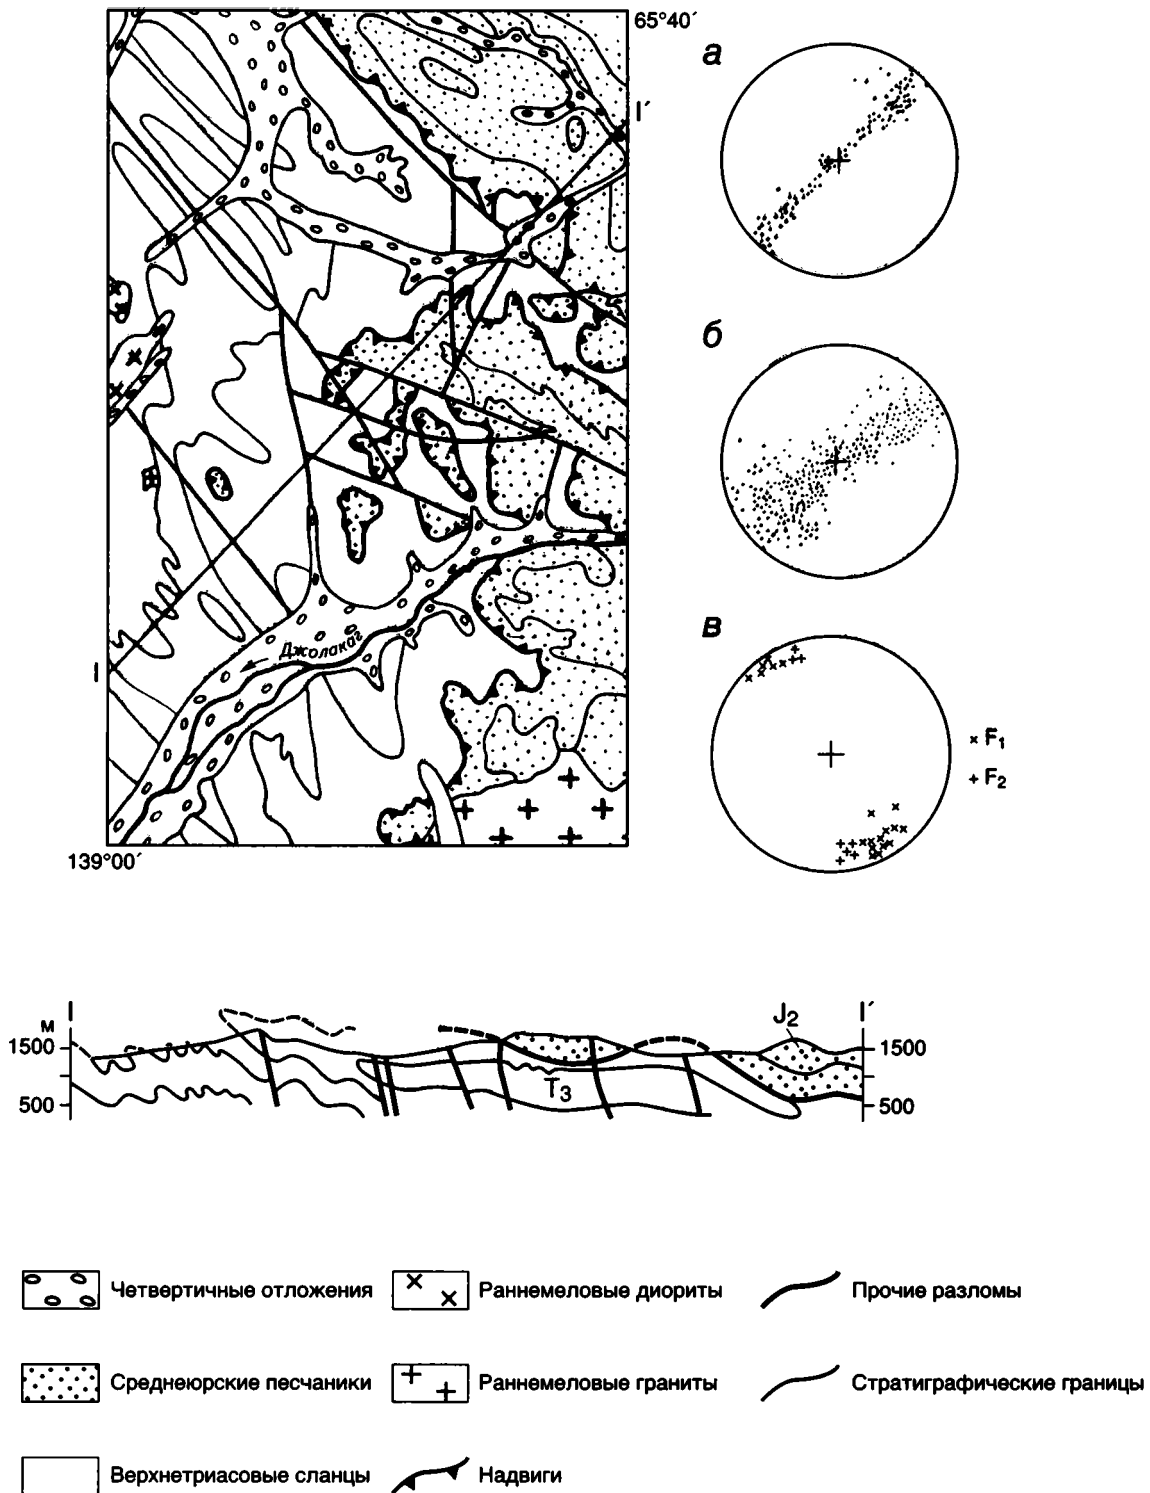 65°40´
а
I´
б
Джолакаг
I
в
F₁
F₂
139°00´
I
I´
м
J₂
1500
1500
T₃
500
500
Четвертичные отложения
Раннемеловые диориты
Прочие разломы
Среднеюрские песчаники
Раннемеловые граниты
Стратиграфические границы
Верхнетриасовые сланцы
Надвиги